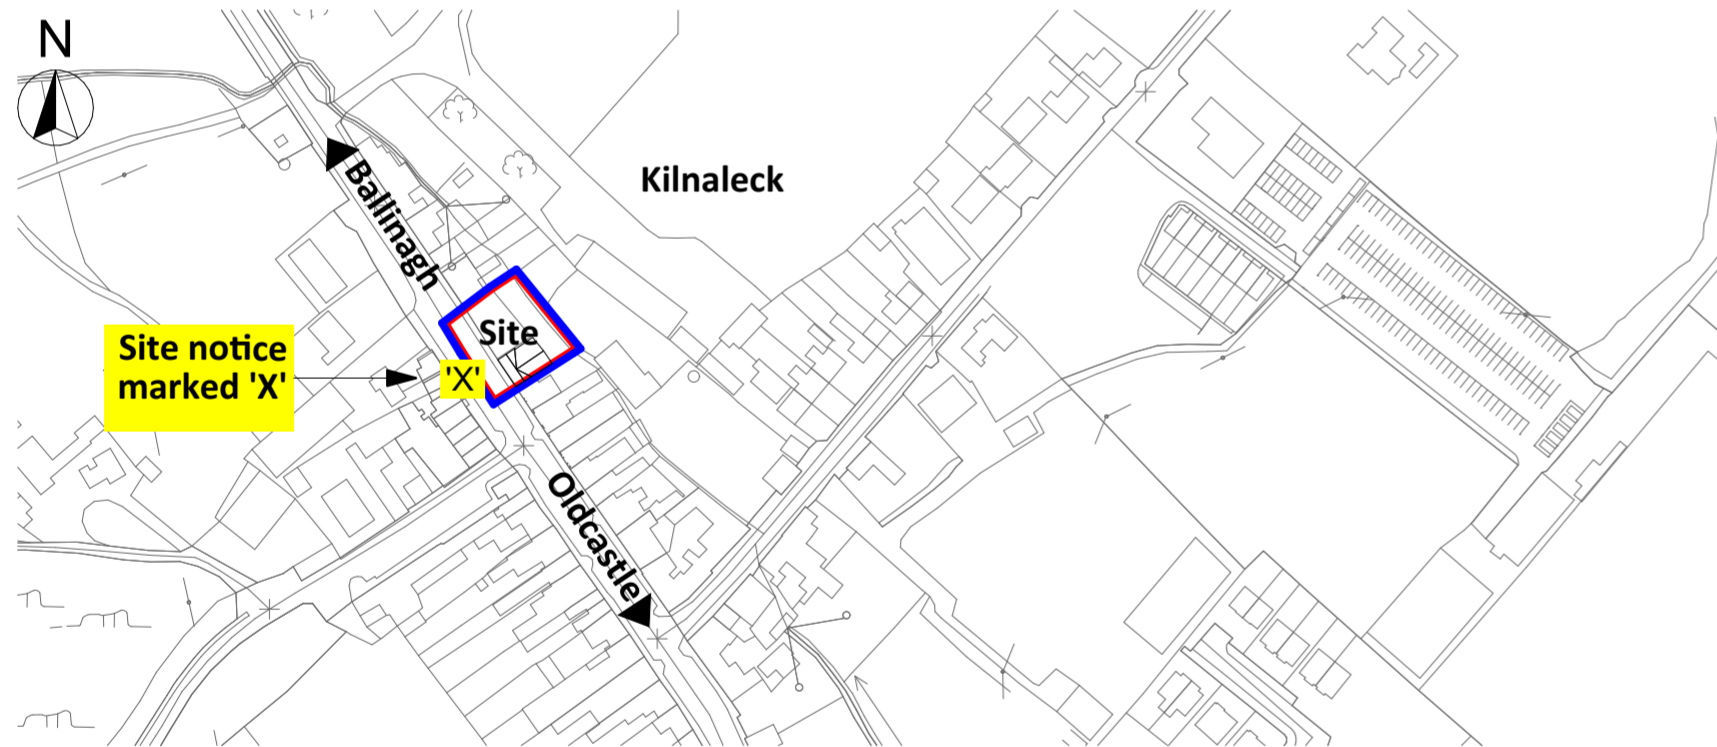 N
Ballinagh
Kilnaleck
Site
Site notice
marked 'X'
'X'
Oldcastle